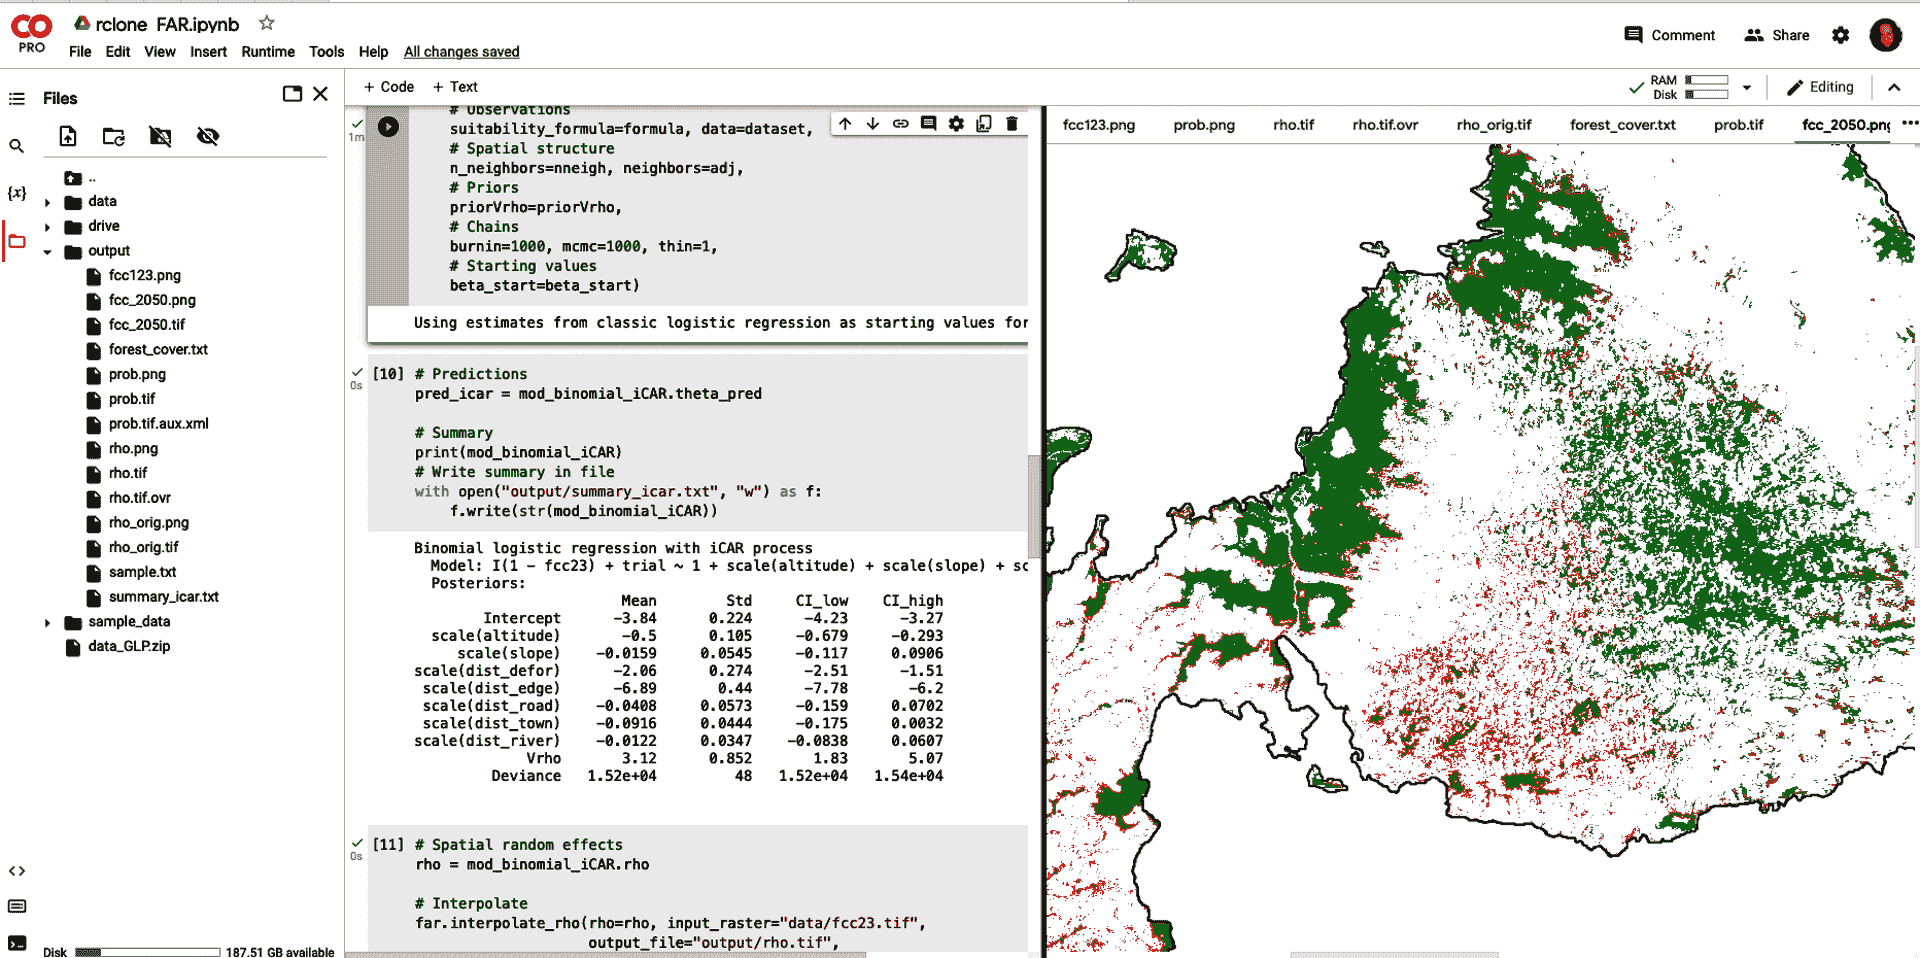 CO
PRO
rclone FAR.ipynb
File Edit View Insert Runtime Tools Help All changes saved
Comment Share
Files
+ Code + Text
RAM
Disk
Editing
..
data
drive
output
fcc123.png
fcc_2050.png
fcc_2050.tif
forest_cover.txt
prob.png
prob.tif
prob.tif.aux.xml
rho.png
rho.tif
rho.tif.ovr
rho_orig.png
rho_orig.tif
sample.txt
summary_icar.txt
sample_data
data_GLP.zip
Disk 187.51 GB available
{x}
1m
# Observations
suitability_formula=formula, data=dataset,
# Spatial structure
n_neighbors=nneigh, neighbors=adj,
# Priors
priorVrho=priorVrho,
# Chains
burnin=1000, mcmc=1000, thin=1,
# Starting values
beta_start=beta_start)
Using estimates from classic logistic regression as starting values for
0s
[10] # Predictions
pred_icar = mod_binomial_iCAR.theta_pred
# Summary
print(mod_binomial_iCAR)
# Write summary in file
with open("output/summary_icar.txt", "w") as f:
f.write(str(mod_binomial_iCAR))
Binomial logistic regression with iCAR process
Model: I(1 - fcc23) + trial ~ 1 + scale(altitude) + scale(slope) + sc
Posteriors:
Mean Std CI_low CI_high
Intercept -3.84 0.224 -4.23 -3.27
scale(altitude) -0.5 0.105 -0.679 -0.293
scale(slope) -0.0159 0.0545 -0.117 0.0906
scale(dist_defor) -2.06 0.274 -2.51 -1.51
scale(dist_edge) -6.89 0.44 -7.78 -6.2
scale(dist_road) -0.0408 0.0573 -0.159 0.0702
scale(dist_town) -0.0916 0.0444 -0.175 0.0032
scale(dist_river) -0.0122 0.0347 -0.0838 0.0607
Vrho 3.12 0.852 1.83 5.07
Deviance 1.52e+04 48 1.52e+04 1.54e+04
0s
[11] # Spatial random effects
rho = mod_binomial_iCAR.rho
# Interpolate
far.interpolate_rho(rho=rho, input_raster="data/fcc23.tif",
output_file="output/rho.tif",
fcc123.png prob.png rho.tif rho.tif.ovr rho_orig.tif forest_cover.txt prob.tif fcc_2050.png